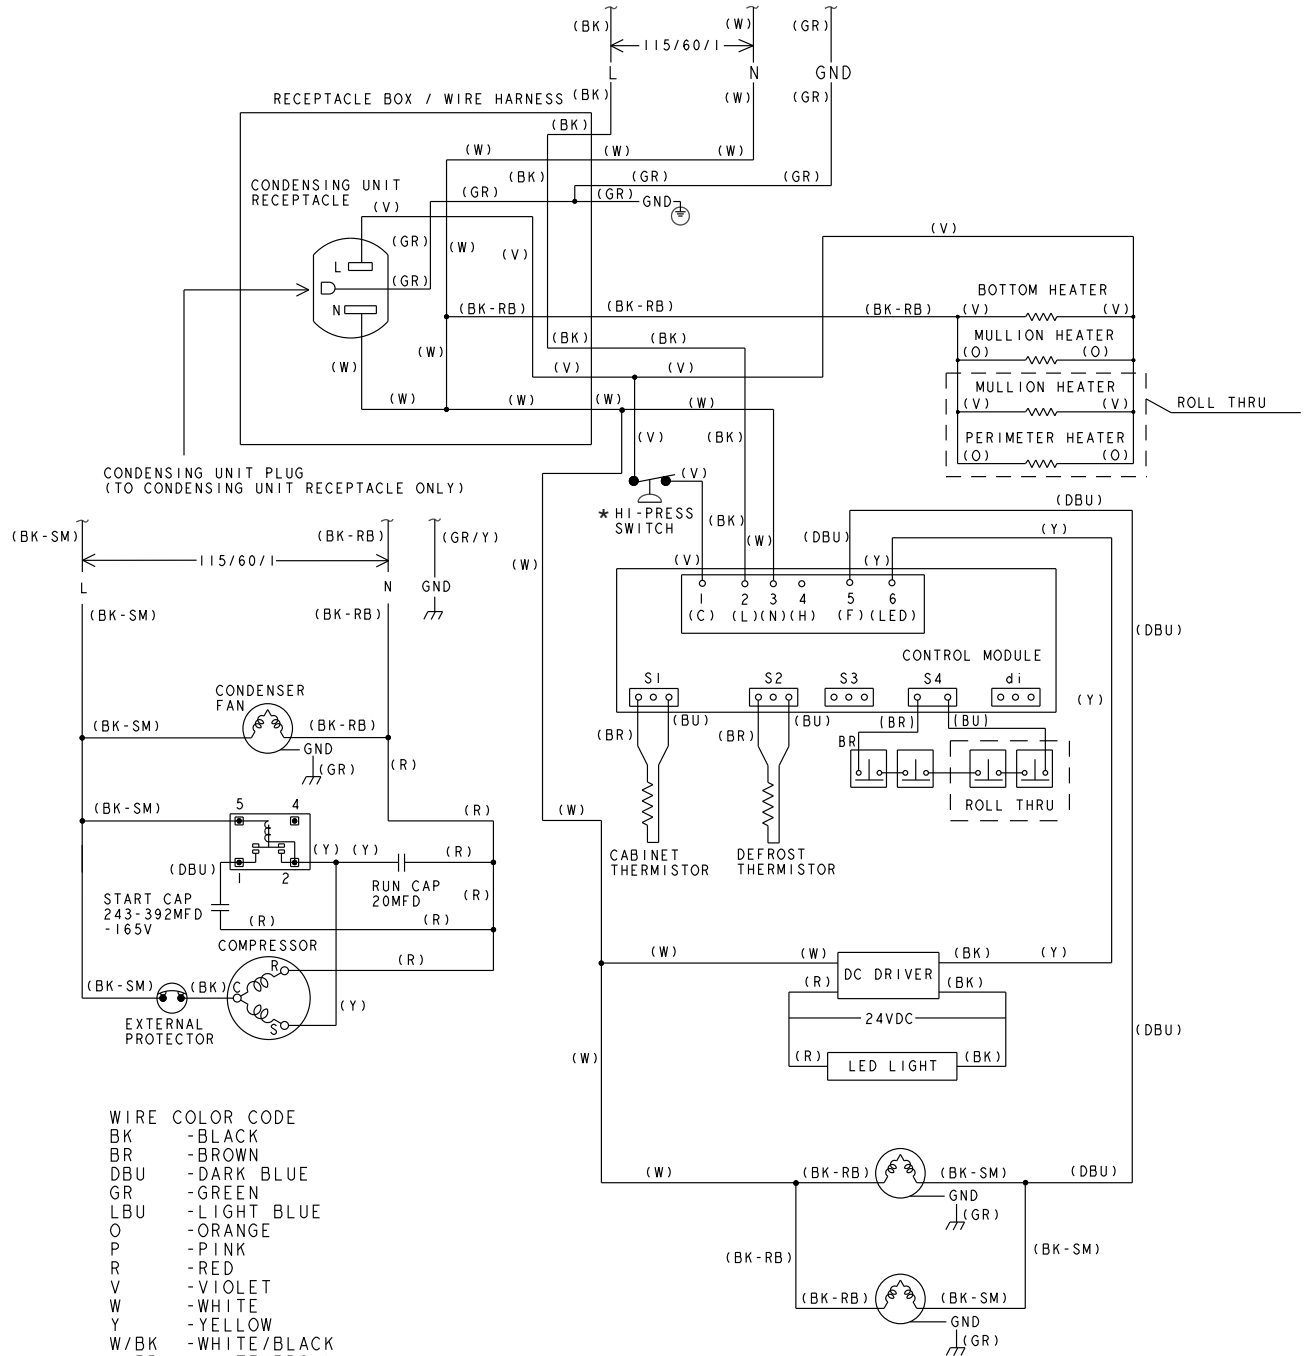 (BK)
(W)
(GR)
115/60/1
L
N
GND
(BK)
(W)
(GR)
RECEPTACLE BOX / WIRE HARNESS
(BK)
(W)
(W)
(W)
CONDENSING UNIT
RECEPTACLE
(BK)
(GR)
(GR)
(GR)
(GR)
GND
(V)
(GR)
(W)
(V)
(V)
L
(GR)
N
(BK-RB)
(BK-RB)
(BK-RB)
BOTTOM HEATER
(V)
(V)
MULLION HEATER
(O)
(O)
MULLION HEATER
(V)
(V)
PERIMETER HEATER
(O)
(O)
ROLL THRU
(BK)
(BK)
(W)
(W)
(V)
(V)
(W)
(W)
(W)
(W)
(V)
(BK)
(V)
CONDENSING UNIT PLUG
(TO CONDENSING UNIT RECEPTACLE ONLY)
* HI-PRESS
SWITCH
(BK)
(W)
(DBU)
(DBU)
(Y)
(V)
(Y)
(W)
(BK-SM)
(BK-RB)
(GR/Y)
115/60/1
L
N
GND
(BK-SM)
(BK-RB)
1
2
3
4
5
6
(C)
(L)
(N)
(H)
(F)
(LED)
(DBU)
CONTROL MODULE
S1
S2
S3
S4
di
(Y)
(BR)
(BU)
(BR)
(BU)
(BR)
(BU)
BR
ROLL THRU
CABINET
THERMISTOR
DEFROST
THERMISTOR
CONDENSER
FAN
(BK-SM)
(BK-RB)
GND
(GR)
(R)
(BK-SM)
5
4
(R)
(W)
(DBU)
1
2
(Y)
(Y)
(R)
START CAP
243-392MFD
-165V
RUN CAP
20MFD
(R)
(R)
(R)
COMPRESSOR
R
(R)
(BK-SM)
(BK)
C
S
(Y)
EXTERNAL
PROTECTOR
(W)
(W)
DC DRIVER
(BK)
(Y)
(R)
(BK)
24VDC
(R)
LED LIGHT
(BK)
(DBU)
(W)
(W)
(BK-RB)
(BK-SM)
(DBU)
GND
(GR)
(BK-RB)
(BK-SM)
(BK-RB)
(BK-SM)
GND
(GR)
WIRE COLOR CODE
BK -BLACK
BR -BROWN
DBU -DARK BLUE
GR -GREEN
LBU -LIGHT BLUE
O -ORANGE
P -PINK
R -RED
V -VIOLET
W -WHITE
Y -YELLOW
W/BK -WHITE/BLACK